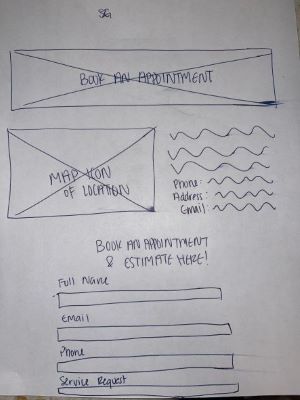 BOOK AN APPOINTMENT
MAP ICON
OF LOCATION
Phone:
Address:
Email:
BOOK AN APPOINTMENT
& ESTIMATE HERE!
Full Name
Email
Phone
Service Request